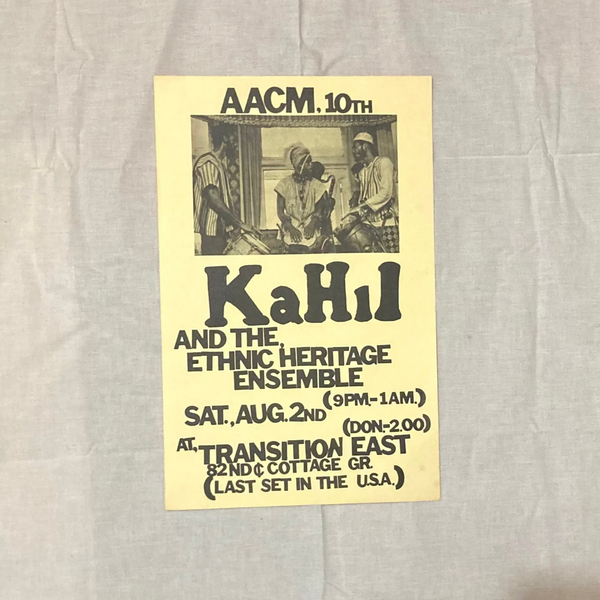 AACM, 10TH
KaHil
AND THE,
ETHNIC HERITAGE
ENSEMBLE
(9PM.-1AM.)
SAT., AUG. 2ND
(DON-2.00)
AT, TRANSITION EAST
82ND ¢ COTTAGE GR.
(LAST SET IN THE U.S.A.)